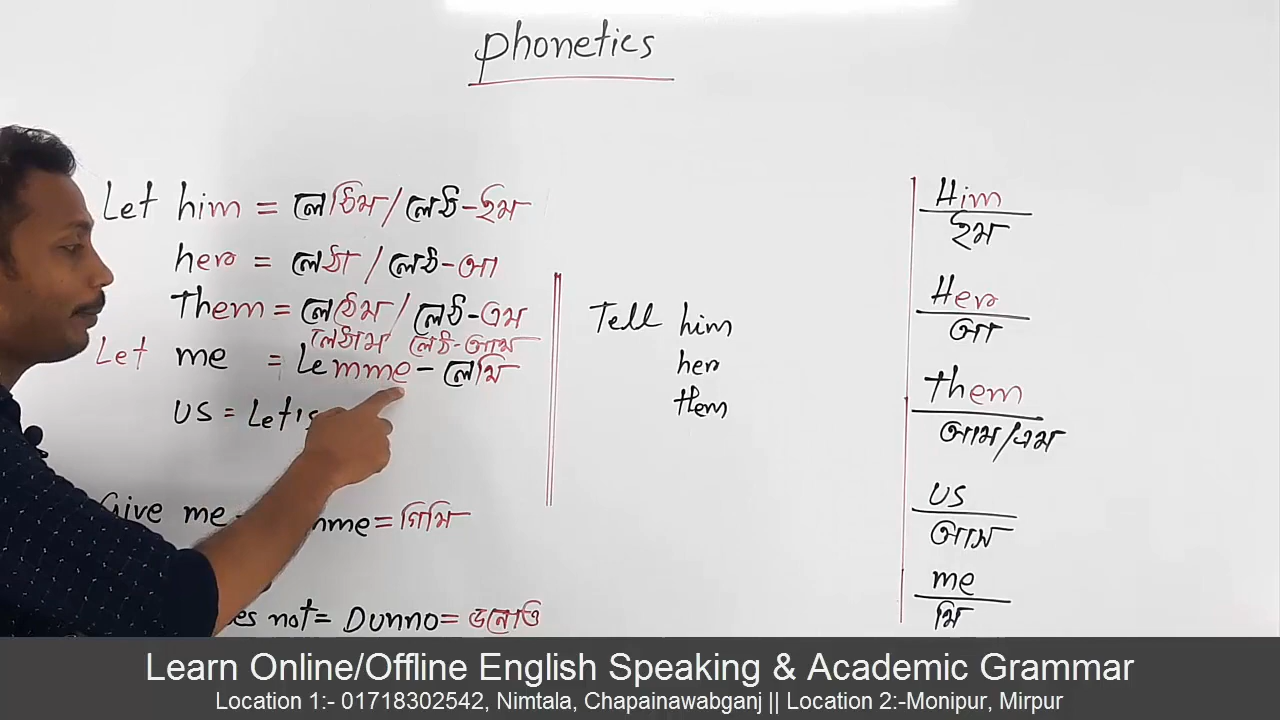 Phonetics
Let him = লেঠিম/লেঠ-ইম
her = লেঠা/লেঠ-আ
Them = লেঠেম/লেঠ-এম
লেঠাম লেঠ-আম
Let me = Lemme - লেমি
us = Let's
Give me = গিমি
not = Dunno = ডনোও
Tell him
her
them
Him
ইম
Her
আ
Them
আম/এম
us
আস
me
মি
Learn Online/Offline English Speaking & Academic Grammar
Location 1:- 01718302542, Nimtala, Chapainawabganj || Location 2:-Monipur, Mirpur